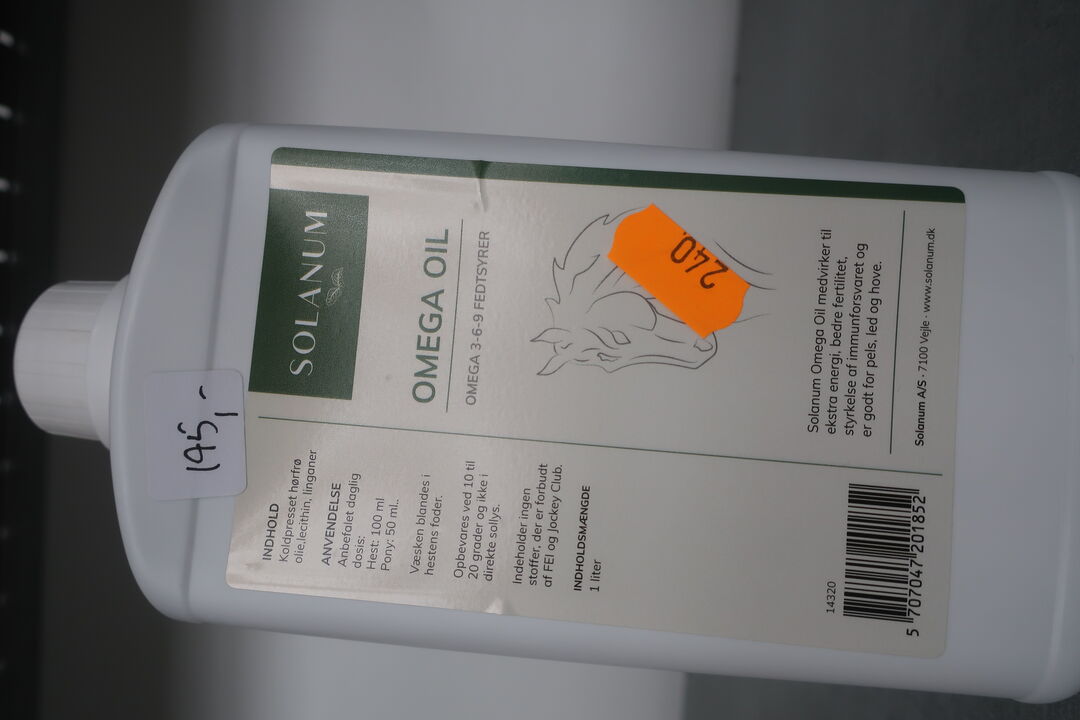 195,-
SOLANUM
OMEGA OIL
OMEGA 3-6-9 FEDTSYRER
240.
Solanum Omega Oil medvirker til
ekstra energi, bedre fertilitet,
styrkelse af immunforsvaret og
er godt for pels, led og hove.
Solanum A/S · 7100 Vejle · www.solanum.dk
INDHOLD
Koldpresset hørfrø
olie,lecithin, linganer
ANVENDELSE
Anbefalet daglig
dosis:
Hest: 100 ml
Pony: 50 ml..
Væsken blandes i
hestens foder.
Opbevares ved 10 til
20 grader og ikke i
direkte sollys.
Indeholder ingen
stoffer, der er forbudt
af FEI og Jockey Club.
INDHOLDSMÆNGDE
1 liter
14320
5 707047 201852